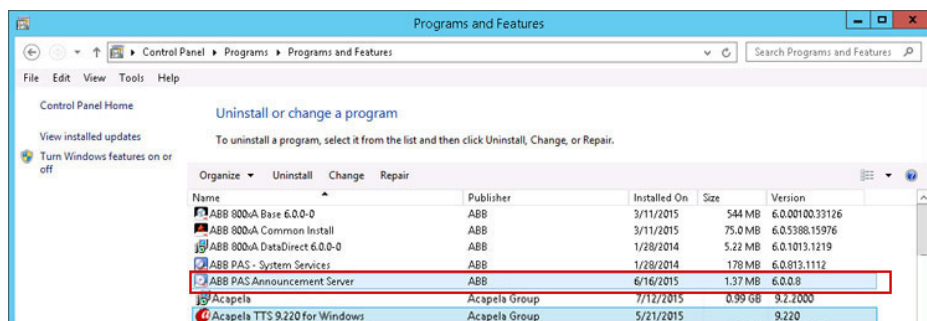 Programs and Features
Control Panel Programs Programs and Features
Search Programs and Features
File Edit View Tools Help
Control Panel Home
View installed updates
Turn Windows features on or
off
Uninstall or change a program
To uninstall a program, select it from the list and then click Uninstall, Change, or Repair.
Organize Uninstall Change Repair
Name Publisher Installed On Size Version
ABB 800xA Base 6.0.0-0 ABB 3/11/2015 544 MB 6.0.00100.33126
ABB 800xA Common Install ABB 3/11/2015 75.0 MB 6.0.5388.15976
ABB 800xA DataDirect 6.0.0-0 ABB 1/28/2014 5.22 MB 6.0.1013.1219
ABB PAS - System Services ABB 1/28/2014 178 MB 6.0.813.1112
ABB PAS Announcement Server ABB 6/16/2015 1.37 MB 6.0.0.8
Acapela Acapela Group 7/12/2015 0.99 GB 9.2.2000
Acapela TTS 9.220 for Windows Acapela Group 5/21/2015 9.220